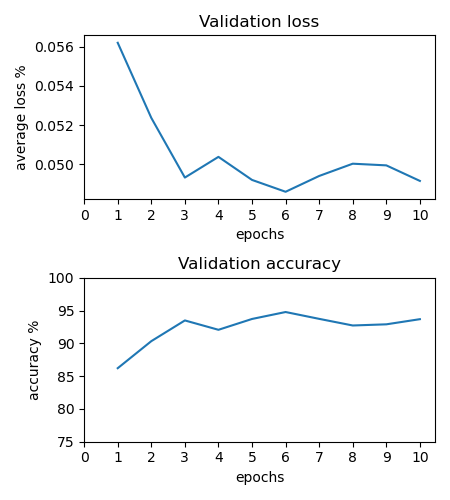 Validation loss
average loss %
0.056
0.054
0.052
0.050
0 1 2 3 4 5 6 7 8 9 10
epochs
Validation accuracy
accuracy %
100
95
90
85
80
75
0 1 2 3 4 5 6 7 8 9 10
epochs